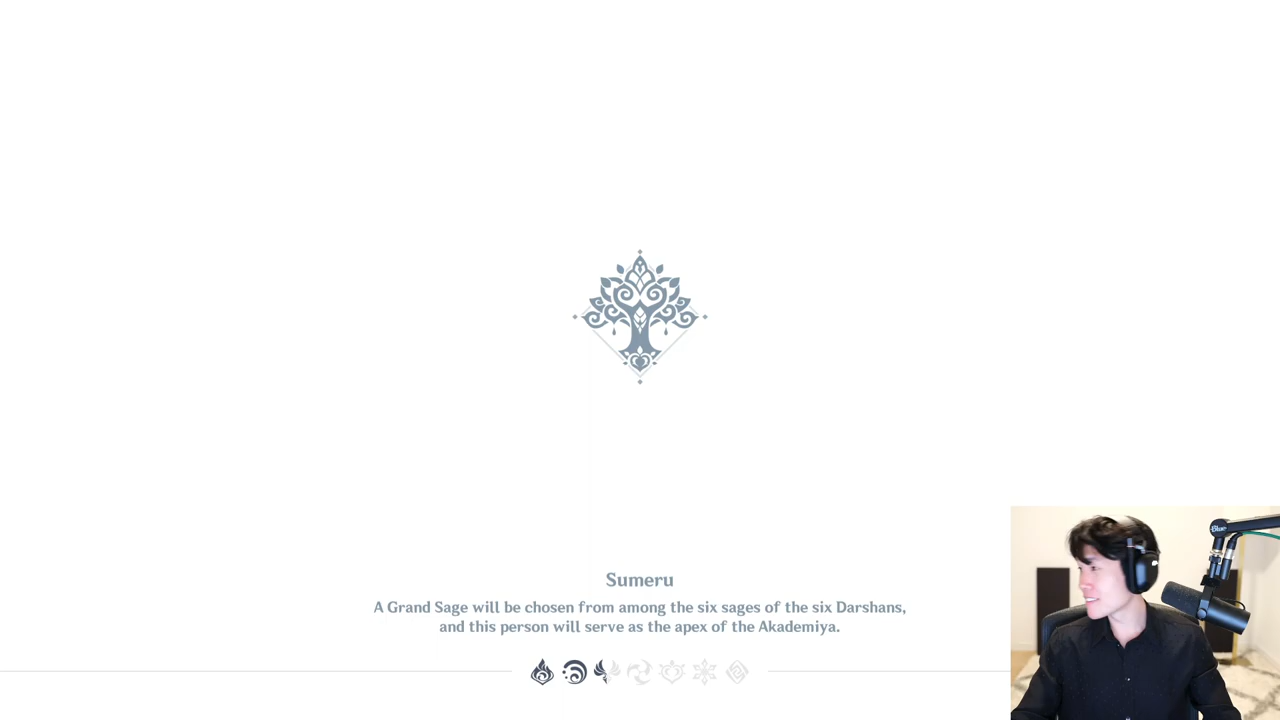 Sumeru
A Grand Sage will be chosen from among the six sages of the six Darshans,
and this person will serve as the apex of the Akademiya.